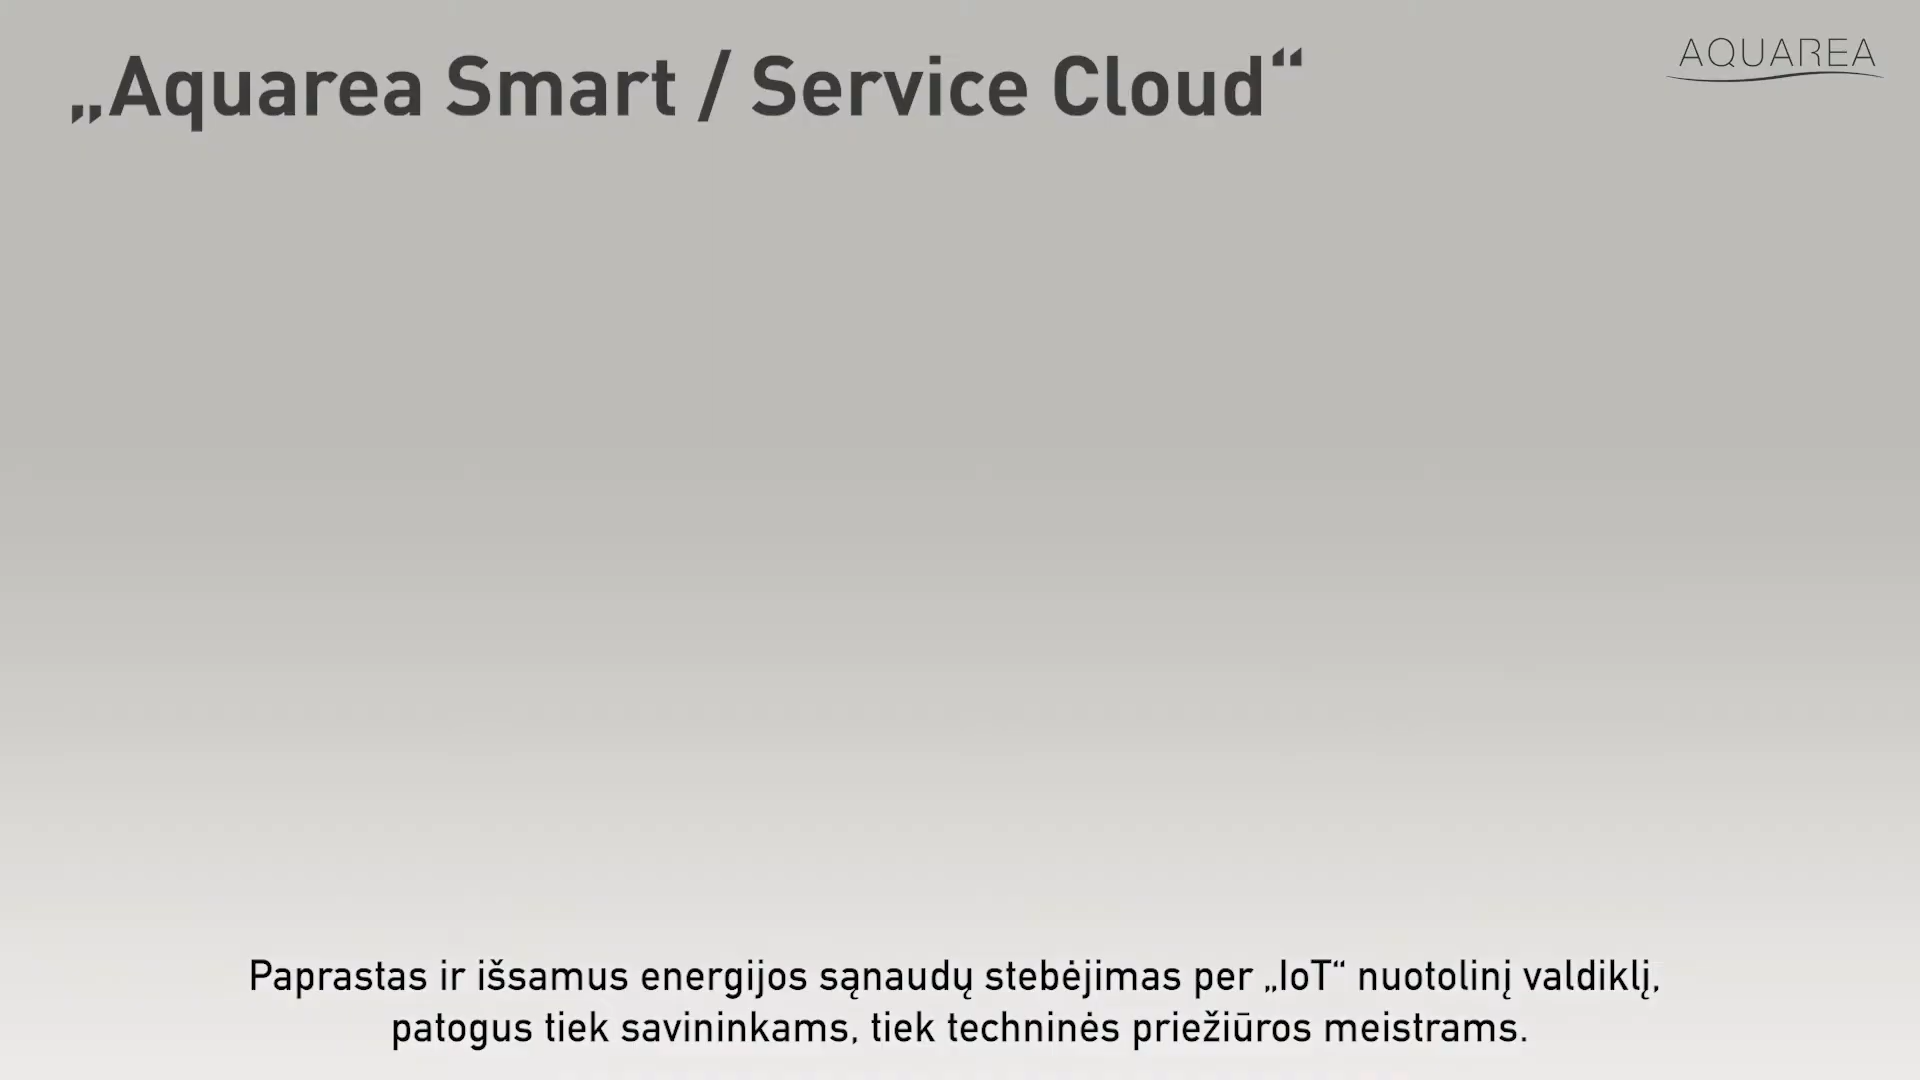 „Aquarea Smart / Service Cloud“
AQUAREA
Paprastas ir išsamus energijos sąnaudų stebėjimas per „IoT“ nuotolinį valdiklį,
patogus tiek savininkams, tiek techninės priežiūros meistrams.